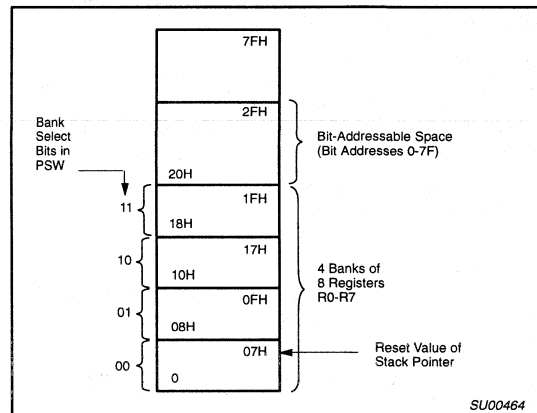 7FH
2FH
Bank
Select
Bits in
PSW
Bit-Addressable Space
(Bit Addresses 0-7F)
20H
11
1FH
18H
10
17H
10H
4 Banks of
8 Registers
R0-R7
01
0FH
08H
00
07H
0
Reset Value of
Stack Pointer
SU00464